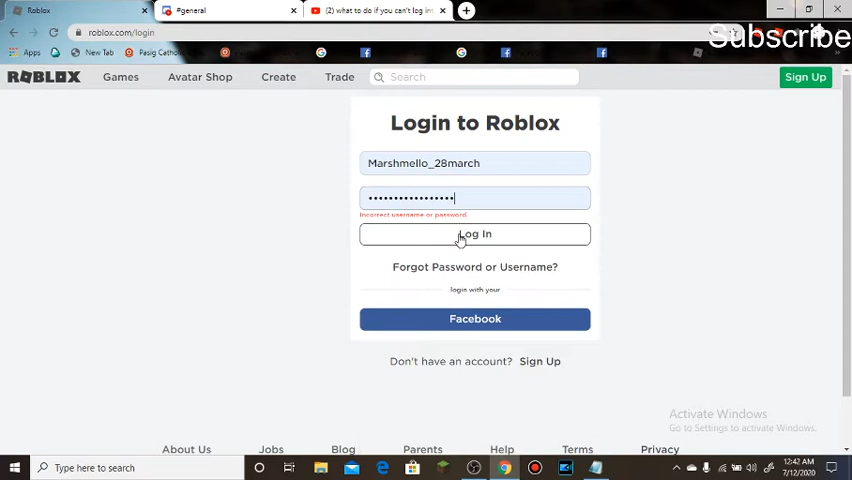 Roblox
#general
(2) what to do if you can't log in
roblox.com/login
Subscribe
Apps
New Tab
Pasig Catholic
ROBLOX
Games
Avatar Shop
Create
Trade
Search
Sign Up
Login to Roblox
Marshmello_28march
Incorrect username or password.
Log In
Forgot Password or Username?
login with your
Facebook
Don't have an account? Sign Up
Activate Windows
Go to Settings to activate Windows.
About Us
Jobs
Blog
Parents
Help
Terms
Privacy
Type here to search
12:42 AM
7/12/2020